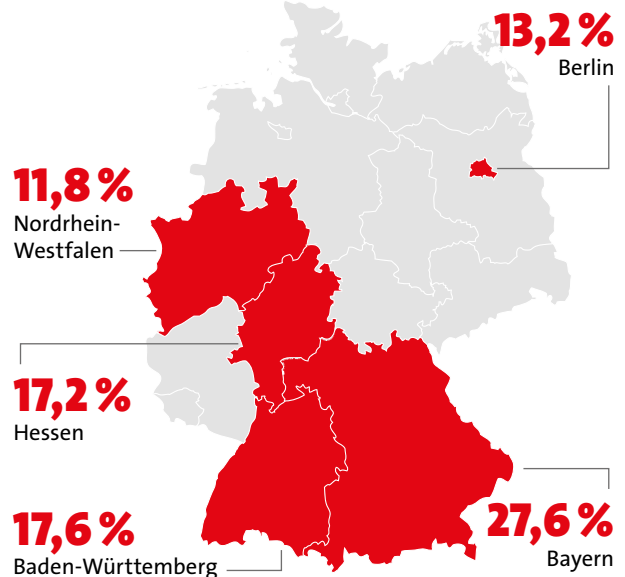 13,2 %
Berlin
11,8 %
Nordrhein-
Westfalen
17,2 %
Hessen
17,6 %
Baden-Württemberg
27,6 %
Bayern